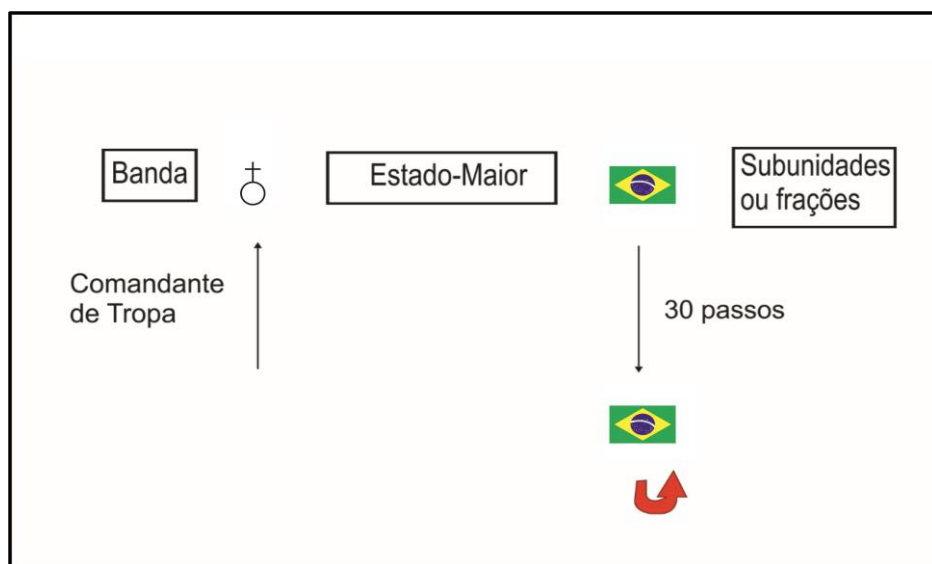 Banda
Estado-Maior
Subunidades
ou frações
Comandante
de Tropa
30 passos